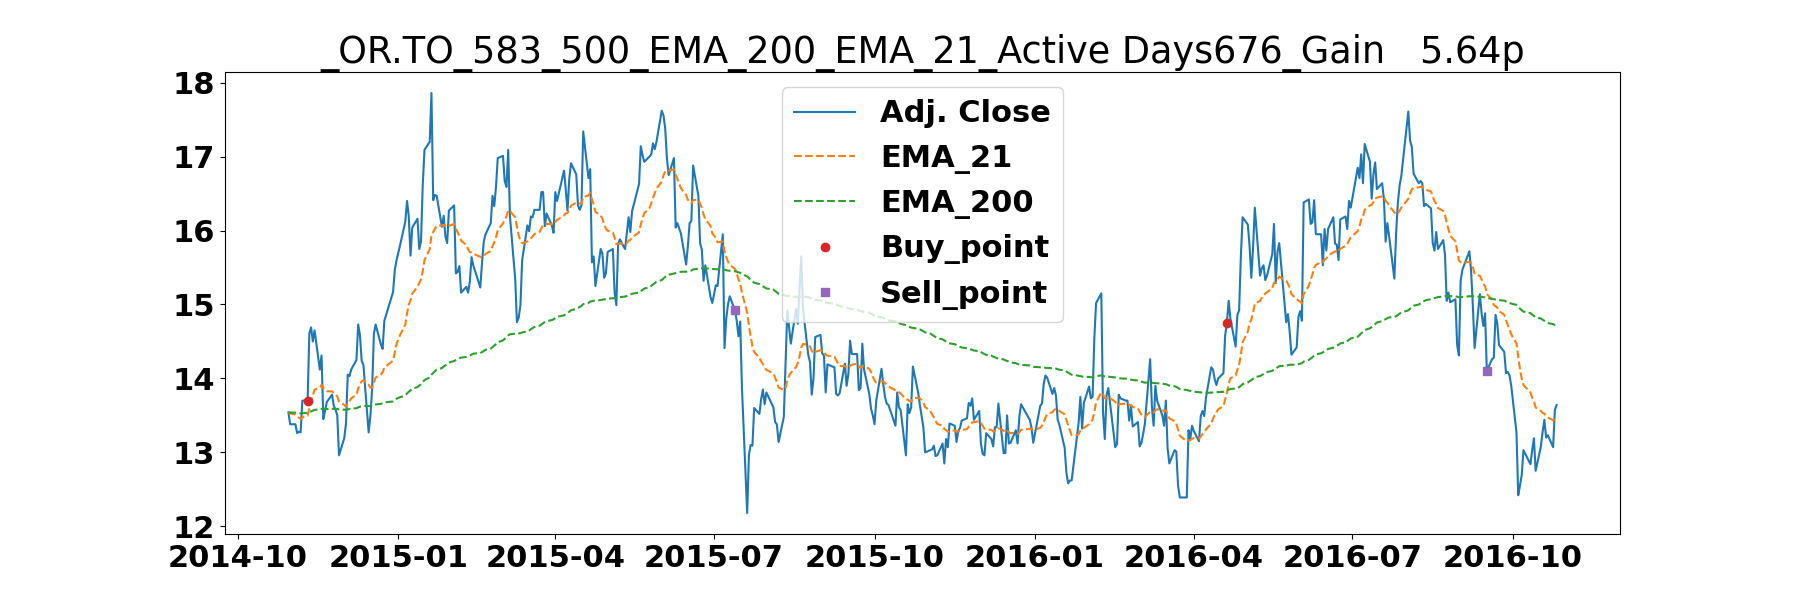 _OR.TO_583_500_EMA_200_EMA_21_Active Days676_Gain   5.64p
18
17
16
15
14
13
12
Adj. Close
EMA_21
EMA_200
Buy_point
Sell_point
2014-10 2015-01 2015-04 2015-07 2015-10 2016-01 2016-04 2016-07 2016-10